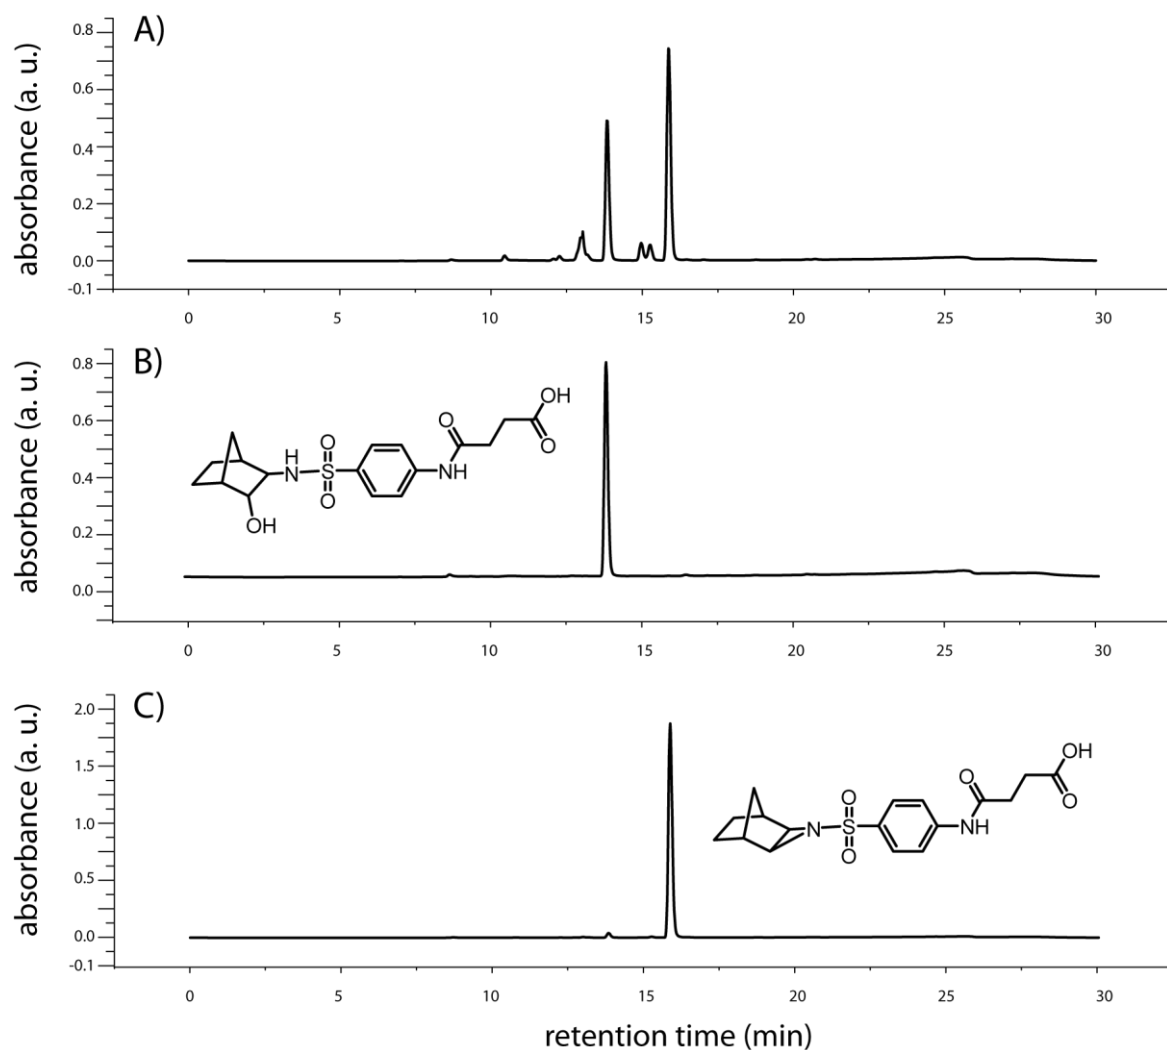 A)
absorbance (a. u.)
0.8
0.6
0.4
0.2
0.0
-0.1
0 5 10 15 20 25 30
B)
absorbance (a. u.)
0.8
0.6
0.4
0.2
0.0
H
N
O
S
O
OH
O
NH
OH
O
0 5 10 15 20 25 30
C)
absorbance (a. u.)
2.0
1.5
1.0
0.5
0.0
-0.1
N
O
S
O
O
NH
OH
O
0 5 10 15 20 25 30
retention time (min)